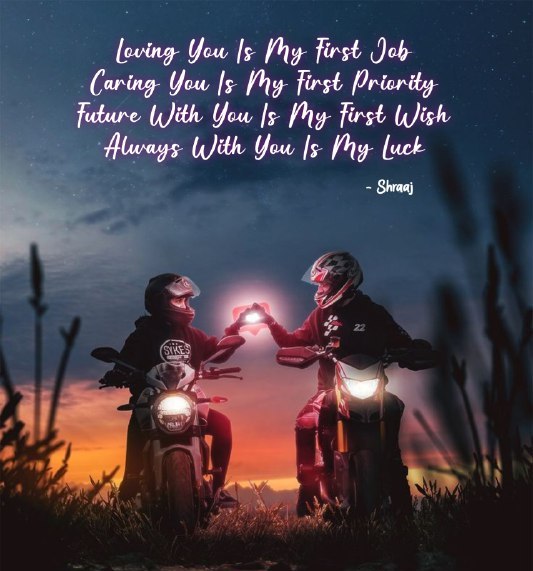 Loving You Is My First Job
Caring You Is My First Priority
Future With You Is My First Wish
Always With You Is My Luck
~ Shraaj
SYKES
22